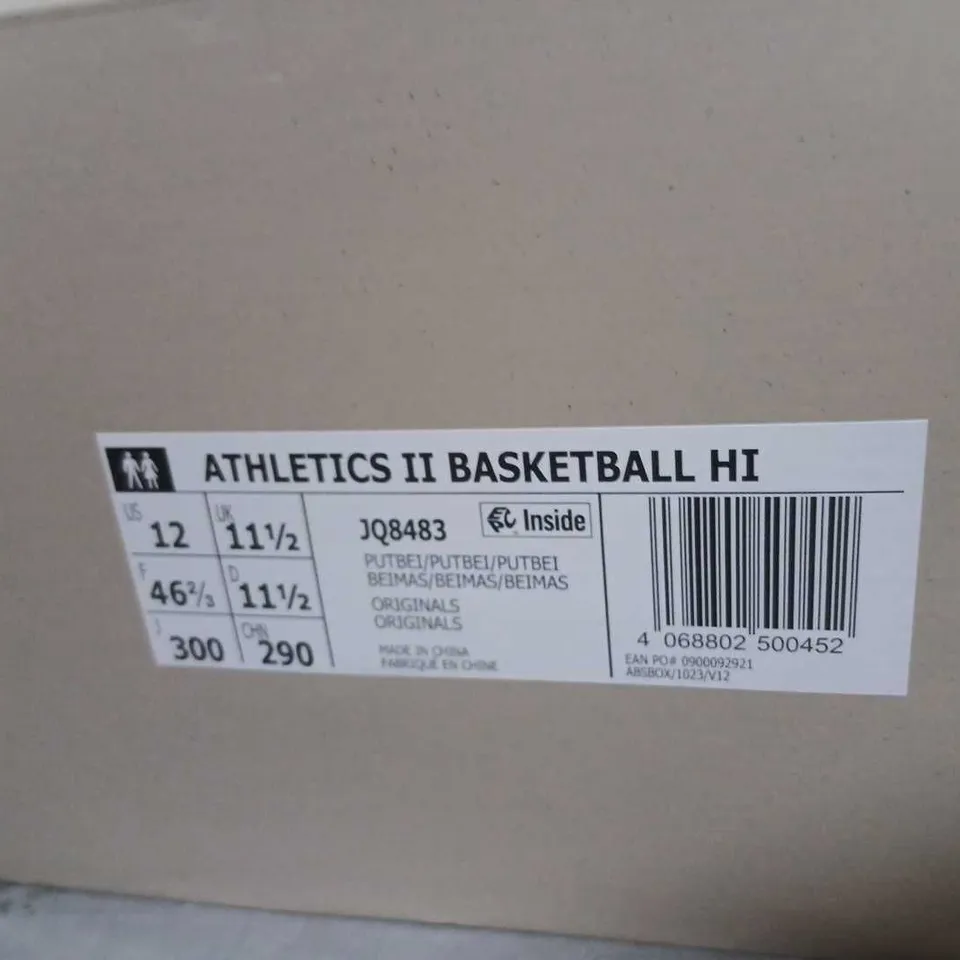 ATHLETICS II BASKETBALL HI
US 12 UK 11½
F 46⅔ D 11½
J 300 CHN 290
JQ8483
Inside
PUTBEI/PUTBEI/PUTBEI
BEIMAS/BEIMAS/BEIMAS
ORIGINALS
ORIGINALS
MADE IN CHINA
FABRIQUÉ EN CHINE
4 068802 500452
EAN PO# 0900092921
ABSBOX/1023/V12